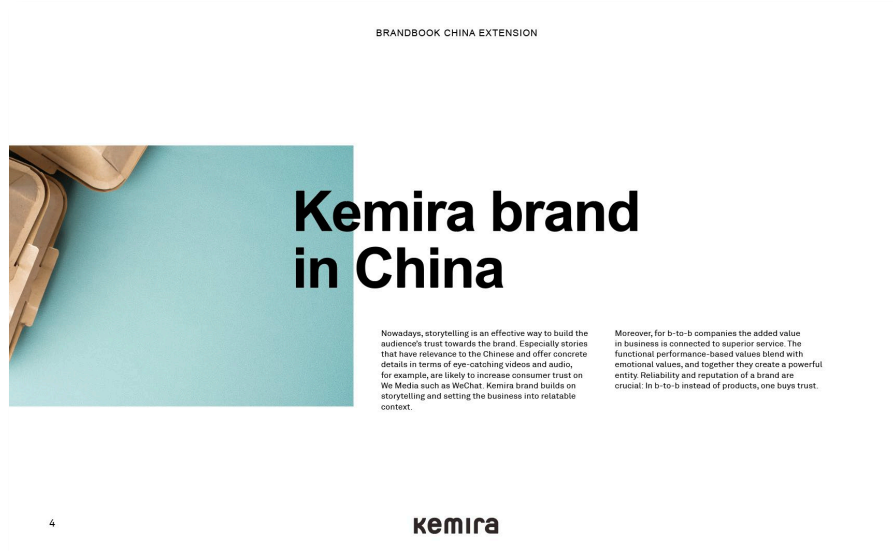 BRANDBOOK CHINA EXTENSION
Kemira brand
in China
Nowadays, storytelling is an effective way to build the
audience's trust towards the brand. Especially stories
that have relevance to the Chinese and offer concrete
details in terms of eye-catching videos and audio,
for example, are likely to increase consumer trust on
We Media such as WeChat. Kemira brand builds on
storytelling and setting the business into relatable
context.
Moreover, for b-to-b companies the added value
in business is connected to superior service. The
functional performance-based values blend with
emotional values, and together they create a powerful
entity. Reliability and reputation of a brand are
crucial: In b-to-b instead of products, one buys trust.
4
kemira